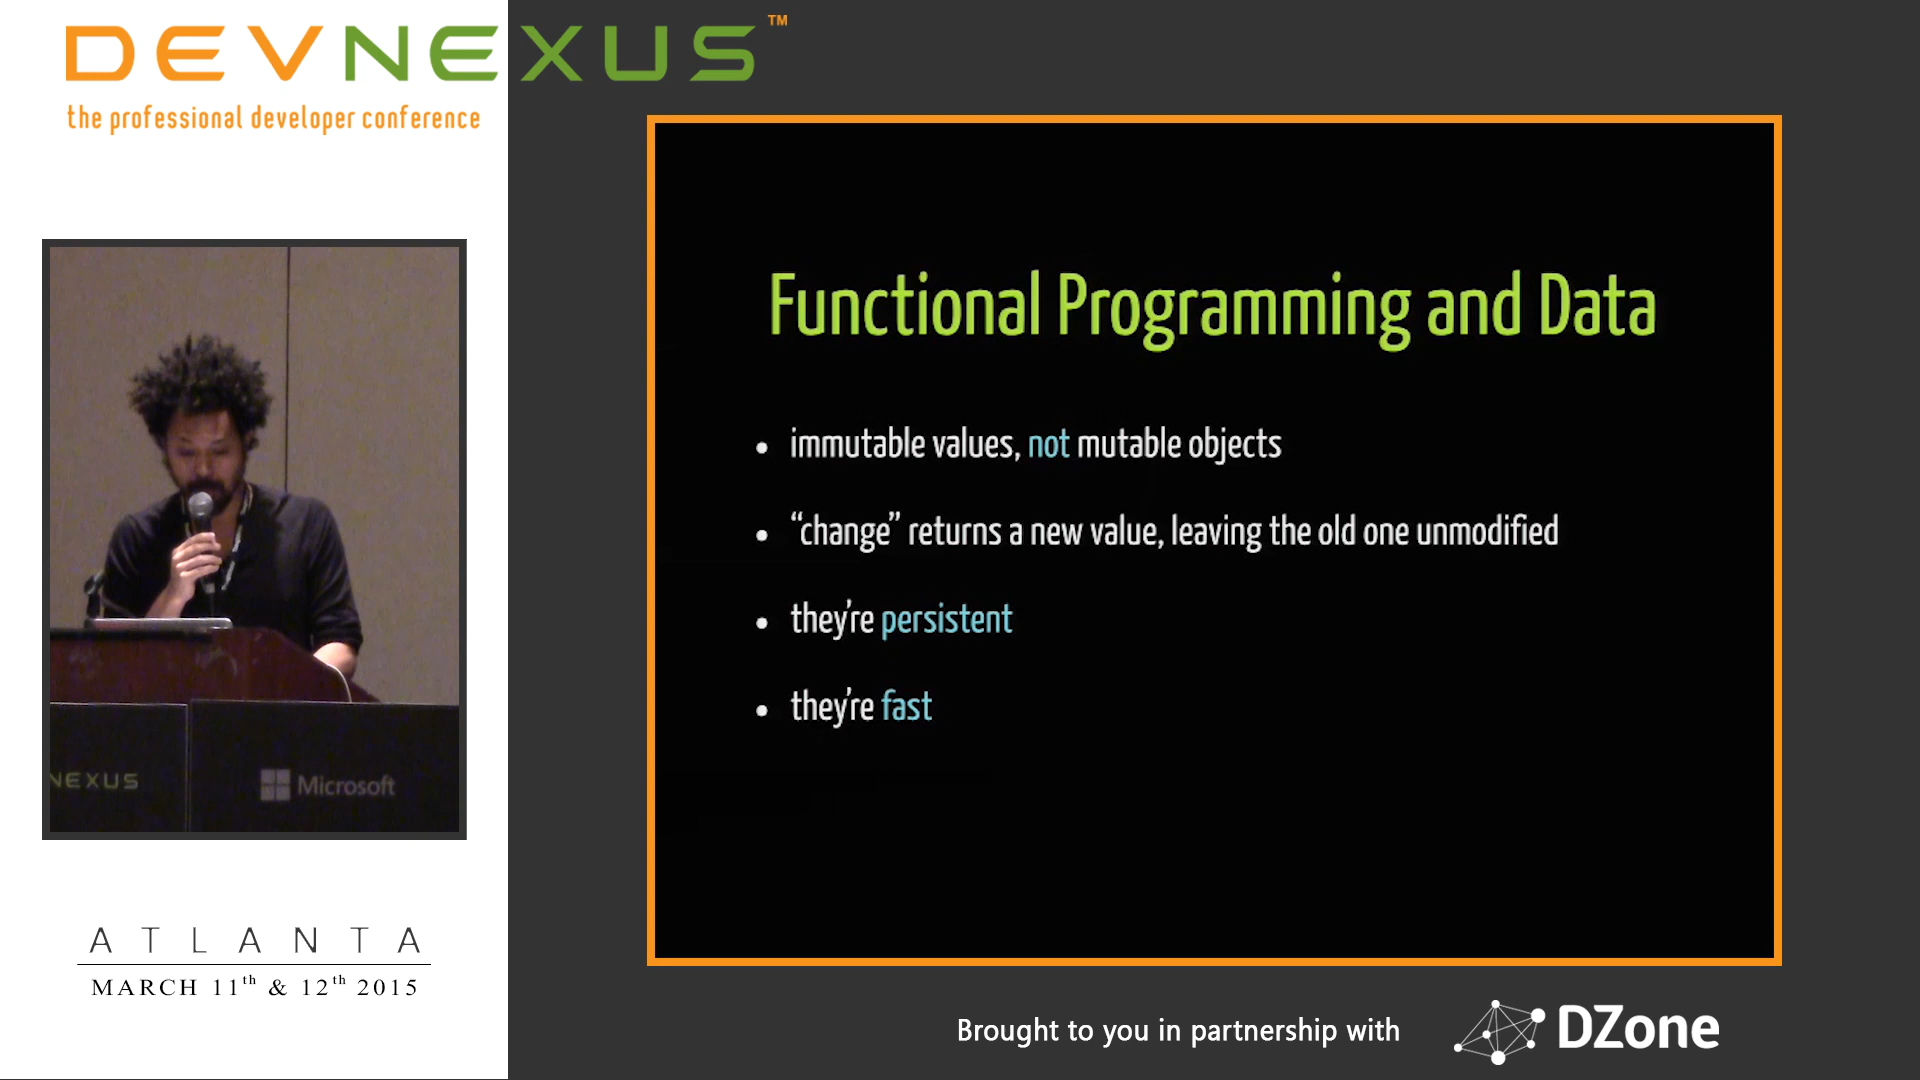 DEVNEXUS™
the professional developer conference
Functional Programming and Data
• immutable values, not mutable objects
• “change” returns a new value, leaving the old one unmodified
• they’re persistent
• they’re fast
NEXUS
Microsoft
ATLANTA
MARCH 11th & 12th 2015
Brought to you in partnership with
DZone